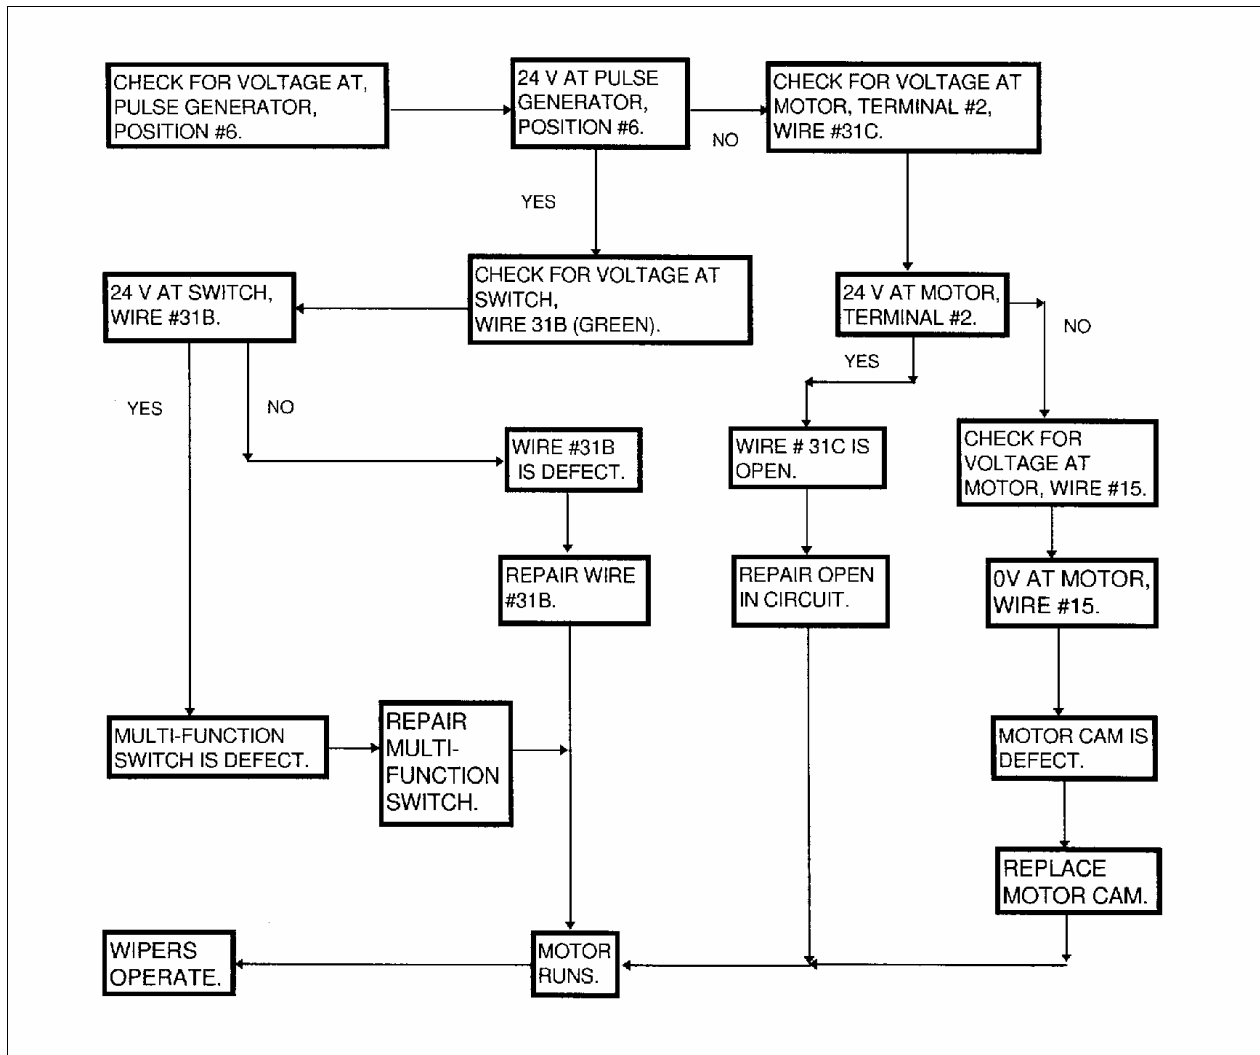 CHECK FOR VOLTAGE AT,
PULSE GENERATOR,
POSITION #6.
24 V AT PULSE
GENERATOR,
POSITION #6.
NO
CHECK FOR VOLTAGE AT
MOTOR, TERMINAL #2,
WIRE #31C.
YES
CHECK FOR VOLTAGE AT
SWITCH,
WIRE 31B (GREEN).
24 V AT SWITCH,
WIRE #31B.
24 V AT MOTOR,
TERMINAL #2.
NO
YES
YES
NO
WIRE #31B
IS DEFECT.
WIRE # 31C IS
OPEN.
CHECK FOR
VOLTAGE AT
MOTOR, WIRE #15.
REPAIR WIRE
#31B.
REPAIR OPEN
IN CIRCUIT.
0V AT MOTOR,
WIRE #15.
MULTI-FUNCTION
SWITCH IS DEFECT.
REPAIR
MULTI-
FUNCTION
SWITCH.
MOTOR CAM IS
DEFECT.
REPLACE
MOTOR CAM.
WIPERS
OPERATE.
MOTOR
RUNS.